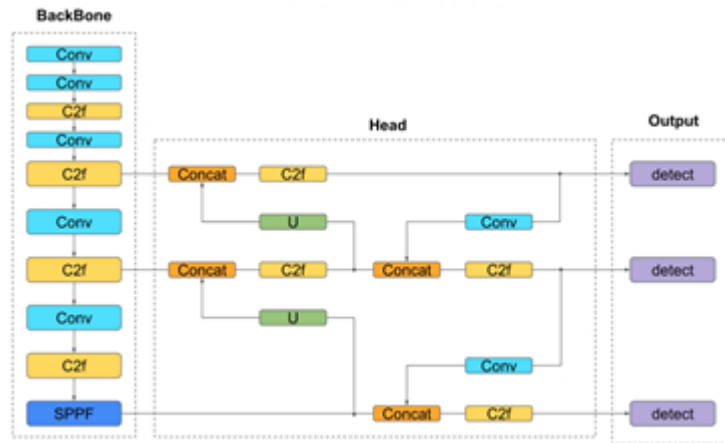 BackBone
Conv
Conv
C2f
Conv
C2f
Conv
C2f
Conv
C2f
SPPF
Head
Concat
C2f
U
Conv
Concat
C2f
Concat
C2f
U
Conv
Concat
C2f
Output
detect
detect
detect